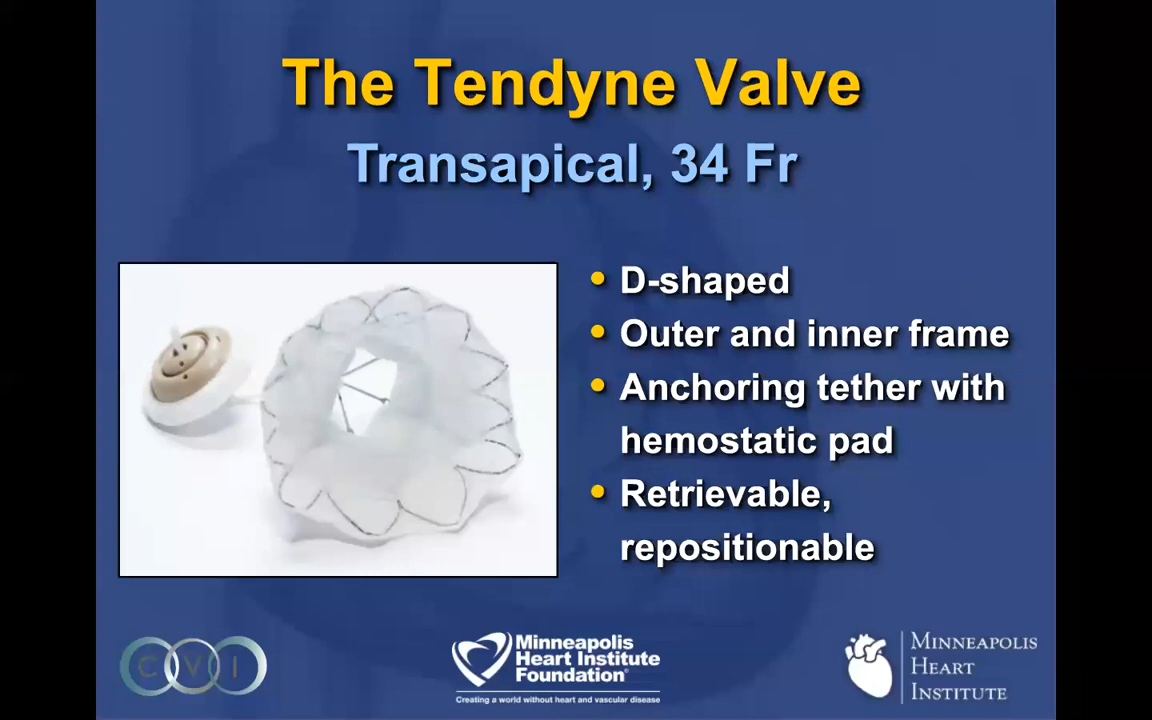 The Tendyne Valve
Transapical, 34 Fr
• D-shaped
• Outer and inner frame
• Anchoring tether with
hemostatic pad
• Retrievable,
repositionable
CVI
Minneapolis
Heart Institute
Foundation®
Creating a world without heart and vascular disease
MINNEAPOLIS
HEART
INSTITUTE